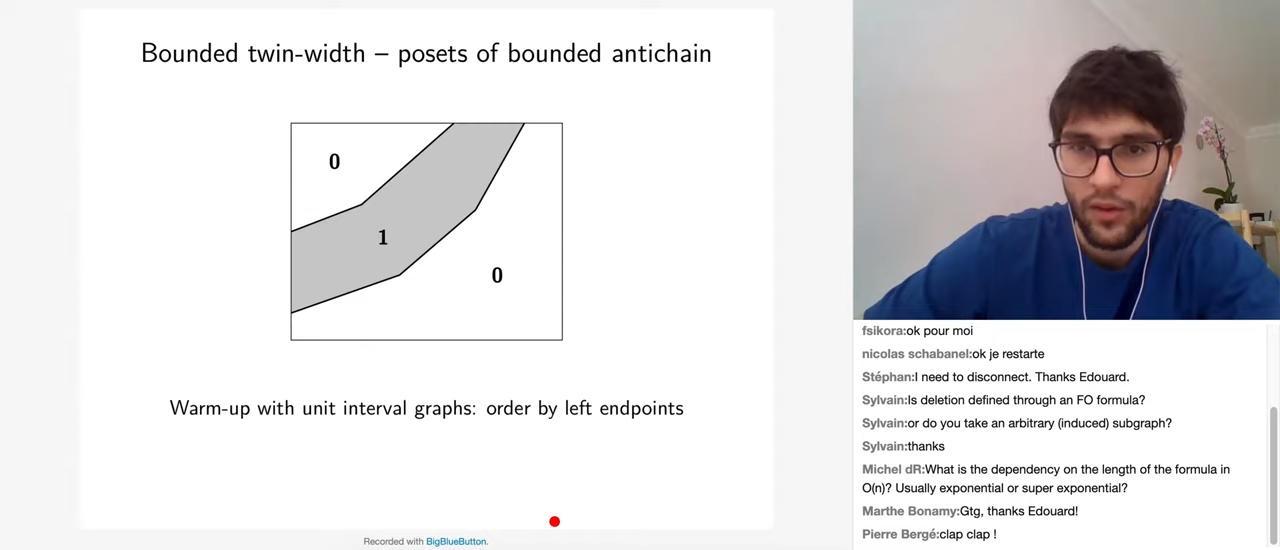 Bounded twin-width – posets of bounded antichain
0
1
0
Warm-up with unit interval graphs: order by left endpoints
Recorded with BigBlueButton.
fsikora:ok pour moi
nicolas schabanel:ok je restarte
Stéphan:I need to disconnect. Thanks Edouard.
Sylvain:Is deletion defined through an FO formula?
Sylvain:or do you take an arbitrary (induced) subgraph?
Sylvain:thanks
Michel dR:What is the dependency on the length of the formula in
O(n)? Usually exponential or super exponential?
Marthe Bonamy:Gtg, thanks Edouard!
Pierre Bergé:clap clap !